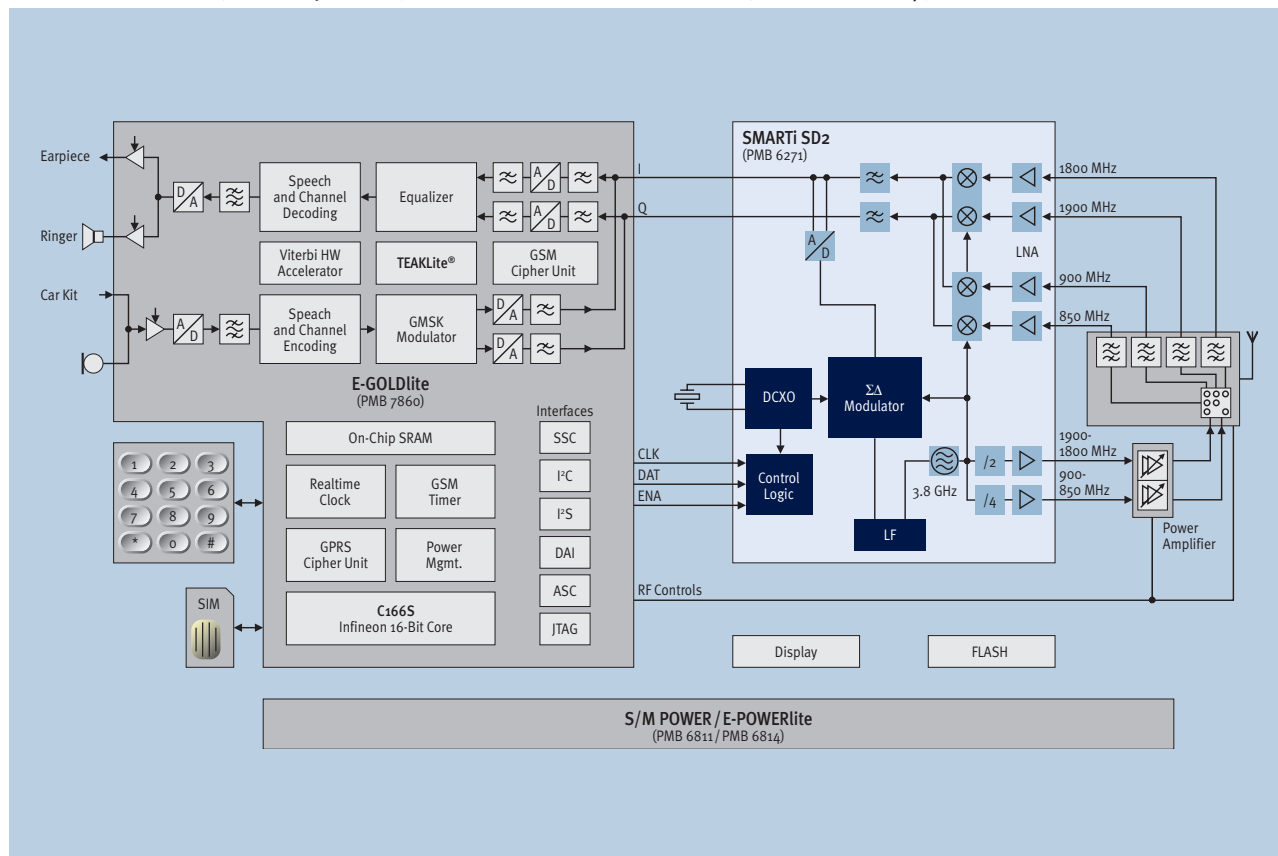 SMARTi SD2
(PMB 6271)
Earpiece
Ringer
Car Kit
D
A
Speech
and Channel
Decoding
Equalizer
A
D
A
D
I
Q
Viterbi HW
Accelerator
TEAKLite®
GSM
Cipher Unit
A
D
Speach
and Channel
Encoding
GMSK
Modulator
D
A
D
A
E-GOLDlite
(PMB 7860)
A
D
1800 MHz
1900 MHz
LNA
900 MHz
850 MHz
DCXO
ΣΔ
Modulator
Control
Logic
LF
3.8 GHz
/2
/4
1900-
1800 MHz
900-
850 MHz
Power
Amplifier
Interfaces
On-Chip SRAM
SSC
Realtime
Clock
GSM
Timer
I²C
I²S
GPRS
Cipher Unit
Power
Mgmt.
DAI
ASC
C166S
Infineon 16-Bit Core
JTAG
CLK
DAT
ENA
RF Controls
1 2 3
4 5 6
7 8 9
* 0 #
SIM
Display
FLASH
S/M POWER / E-POWERlite
(PMB 6811 / PMB 6814)